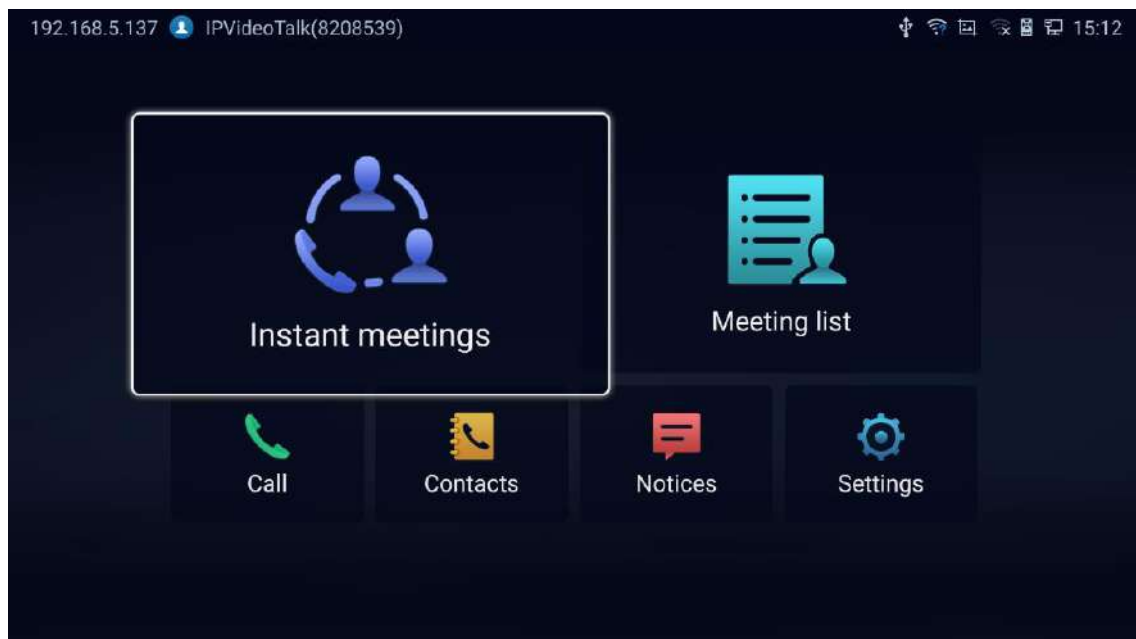 192.168.5.137 IPVideoTalk(8208539) 15:12
Instant meetings
Meeting list
Call Contacts Notices Settings